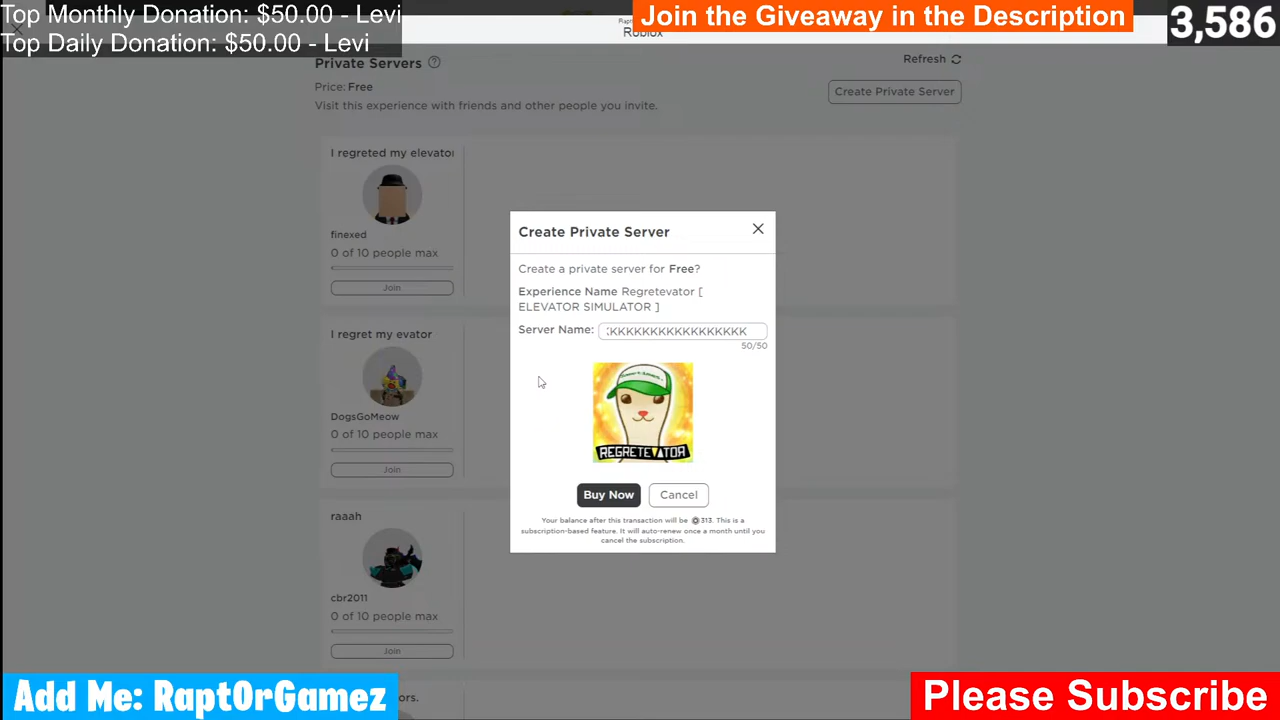 Top Monthly Donation: $50.00 - Levi
Top Daily Donation: $50.00 - Levi
Join the Giveaway in the Description
3,586
Roblox
Private Servers
Refresh
Price: Free
Create Private Server
Visit this experience with friends and other people you invite.
I regreted my elevator
finexed
0 of 10 people max
Join
I regret my evator
DogsGoMeow
0 of 10 people max
Join
raaah
cbr2011
0 of 10 people max
Join
ors.
Create Private Server
Create a private server for Free?
Experience Name Regretevator [
ELEVATOR SIMULATOR ]
Server Name: KKKKKKKKKKKKKKKKK
50/50
REGRETEVATOR
Buy Now
Cancel
Your balance after this transaction will be 313. This is a
subscription-based feature. It will auto-renew once a month until you
cancel the subscription.
Add Me: Rapt0rGamez
Please Subscribe